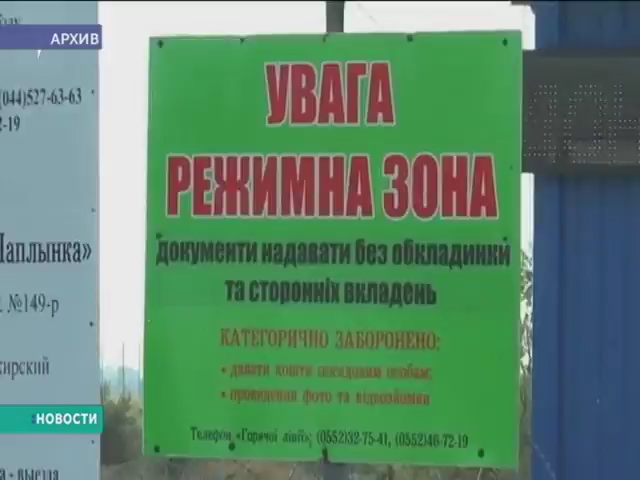 АРХИВ
(044)527-63-63
2-19
Чаплынка»
№149-р
НОВОСТИ
- выезда
УВАГА
РЕЖИМНА ЗОНА
документи надавати без обкладинки
та сторонніх вкладень
КАТЕГОРИЧНО ЗАБОРОНЕНО:
• давати кошти посадовим особам;
• проведення фото та відеозйомки
Телефон «Гарячої лінії»: (0552)32-75-41, (0552)46-72-19